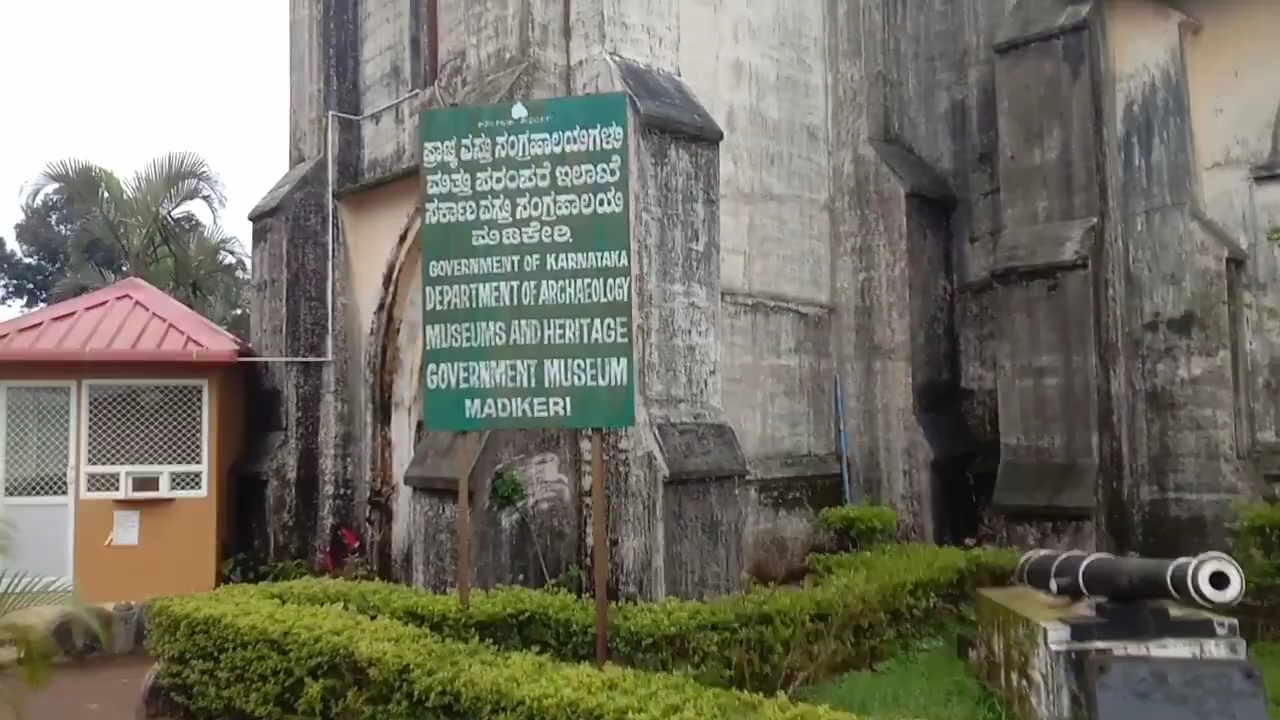 ಪ್ರಾಚ್ಯ ವಸ್ತು ಸಂಗ್ರಹಾಲಯಗಳು
ಮತ್ತು ಪರಂಪರೆ ಇಲಾಖೆ
ಸರ್ಕಾರಿ ವಸ್ತು ಸಂಗ್ರಹಾಲಯ
ಮಡಿಕೇರಿ.
GOVERNMENT OF KARNATAKA
DEPARTMENT OF ARCHAEOLOGY
MUSEUMS AND HERITAGE
GOVERNMENT MUSEUM
MADIKERI